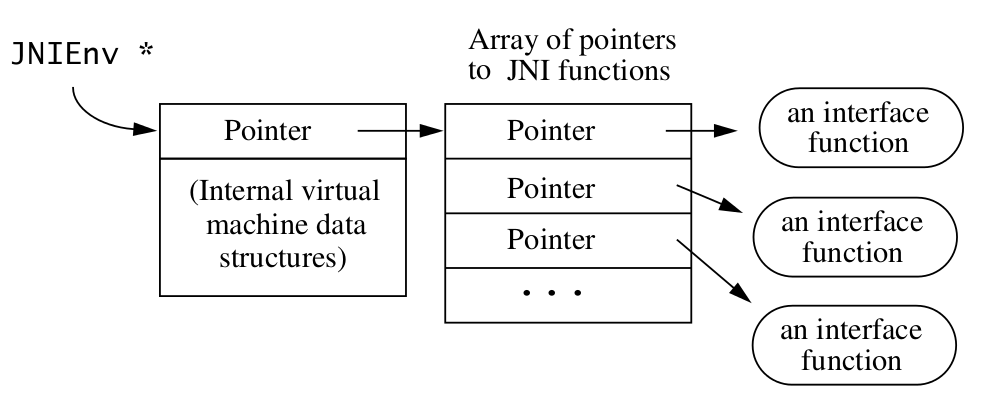 JNIEnv *
Array of pointers
to JNI functions
Pointer
(Internal virtual
machine data
structures)
Pointer
Pointer
Pointer
. . .
an interface
function
an interface
function
an interface
function